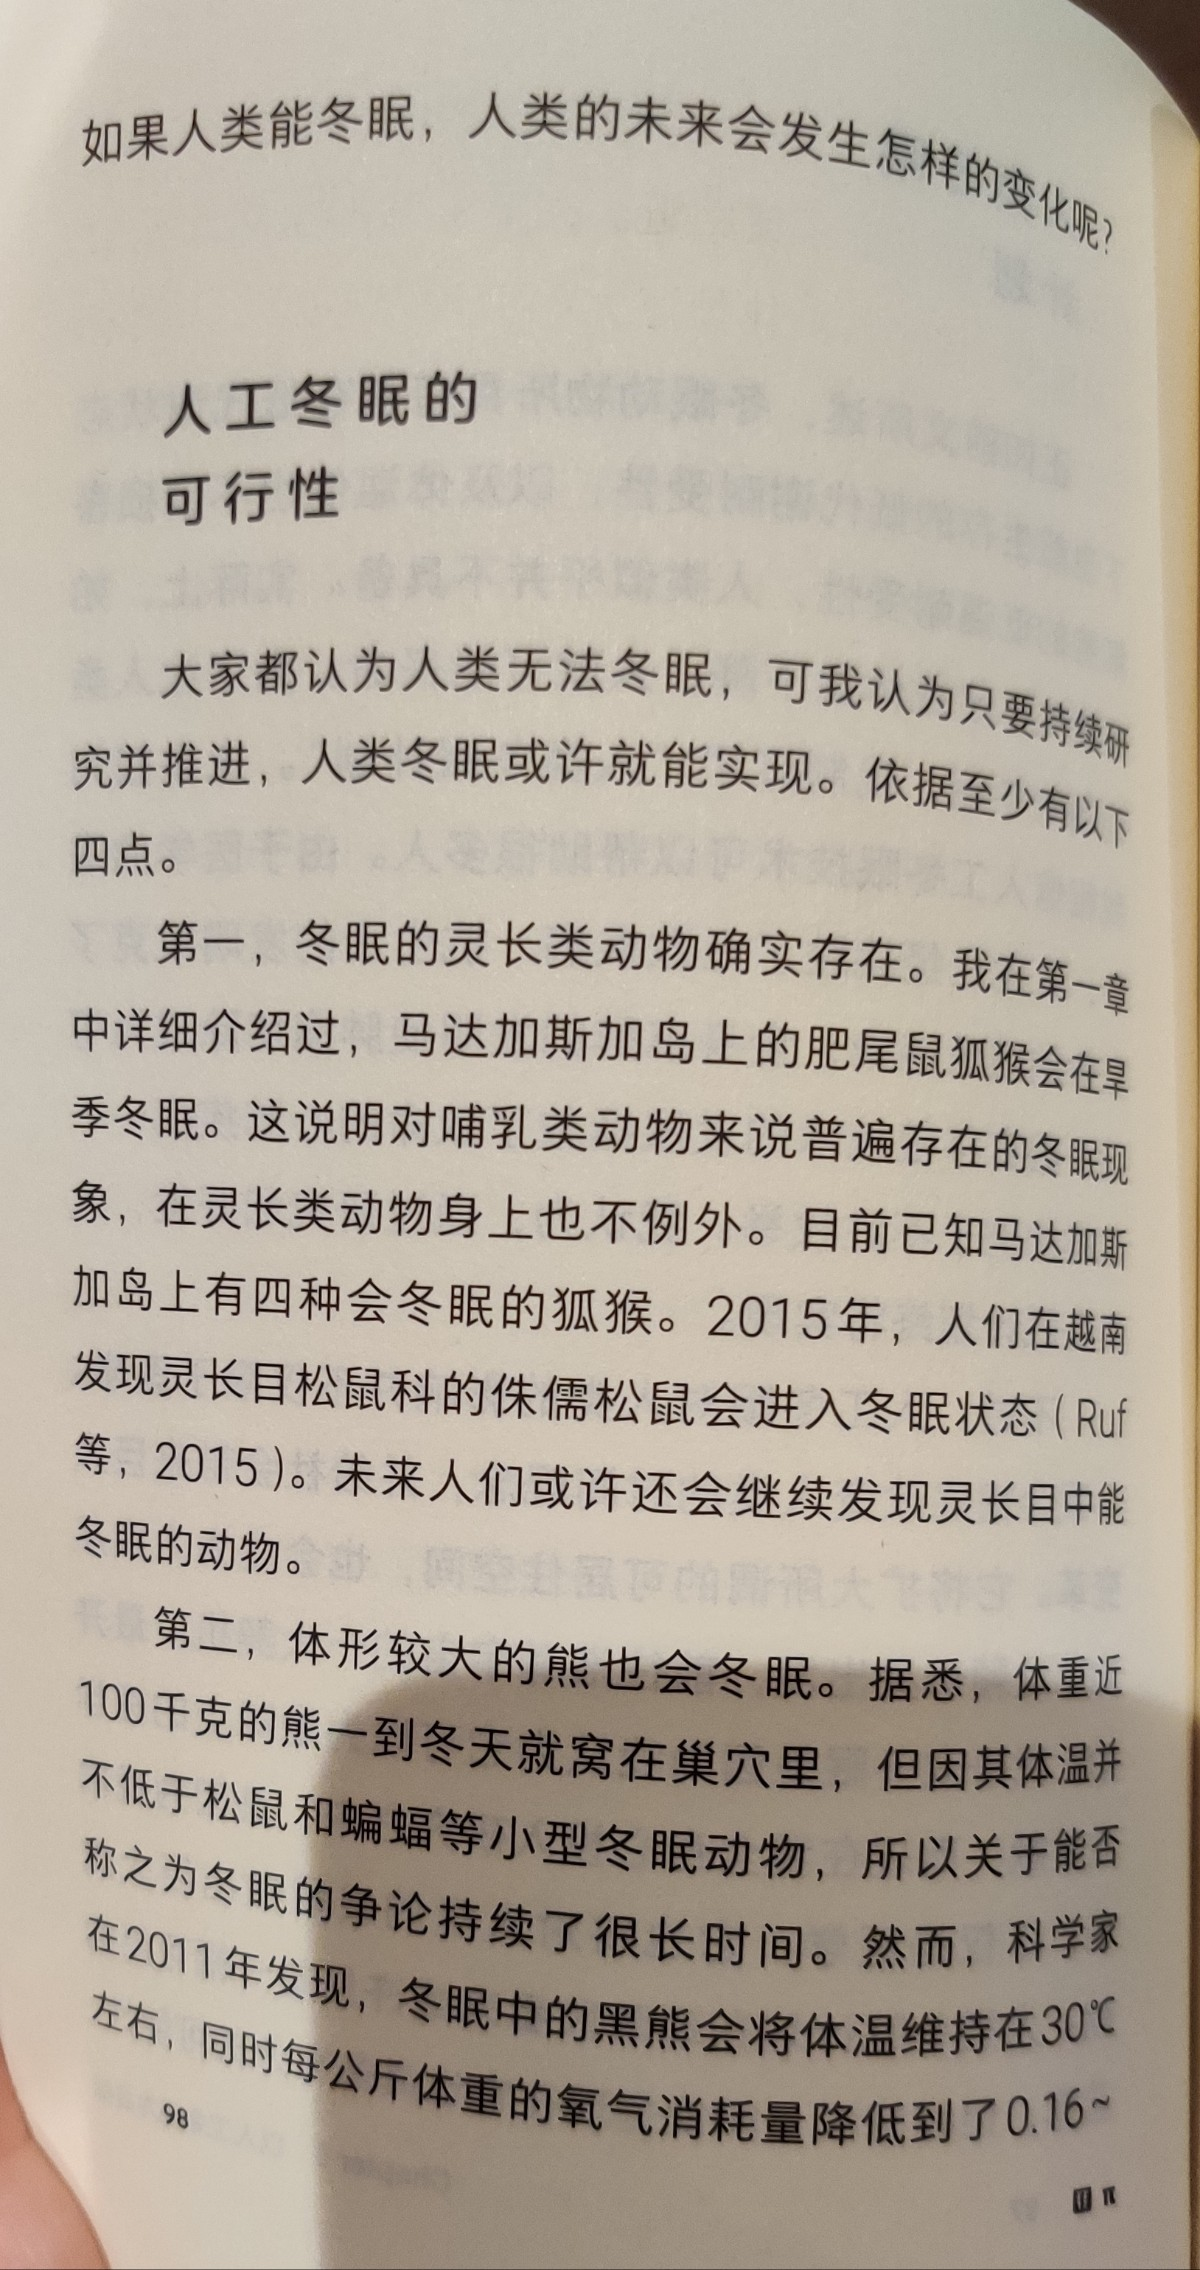 如果人类能冬眠，人类的未来会发生怎样的变化呢？
人工冬眠的
可行性
大家都认为人类无法冬眠，可我认为只要持续研
究并推进，人类冬眠或许就能实现。依据至少有以下
四点。
第一，冬眠的灵长类动物确实存在。我在第一章
中详细介绍过，马达加斯加岛上的肥尾鼠狐猴会在旱
季冬眠。这说明对哺乳类动物来说普遍存在的冬眠现
象，在灵长类动物身上也不例外。目前已知马达加斯
加岛上有四种会冬眠的狐猴。2015年，人们在越南
发现灵长目松鼠科的侏儒松鼠会进入冬眠状态（Ruf
等，2015）。未来人们或许还会继续发现灵长目中能
冬眠的动物。
第二，体形较大的熊也会冬眠。据悉，体重近
100千克的熊一到冬天就窝在巢穴里，但因其体温并
不低于松鼠和蝙蝠等小型冬眠动物，所以关于能否
称之为冬眠的争论持续了很长时间。然而，科学家
在2011年发现，冬眠中的黑熊会将体温维持在30℃
左右，同时每公斤体重的氧气消耗量降低到了0.16~
98